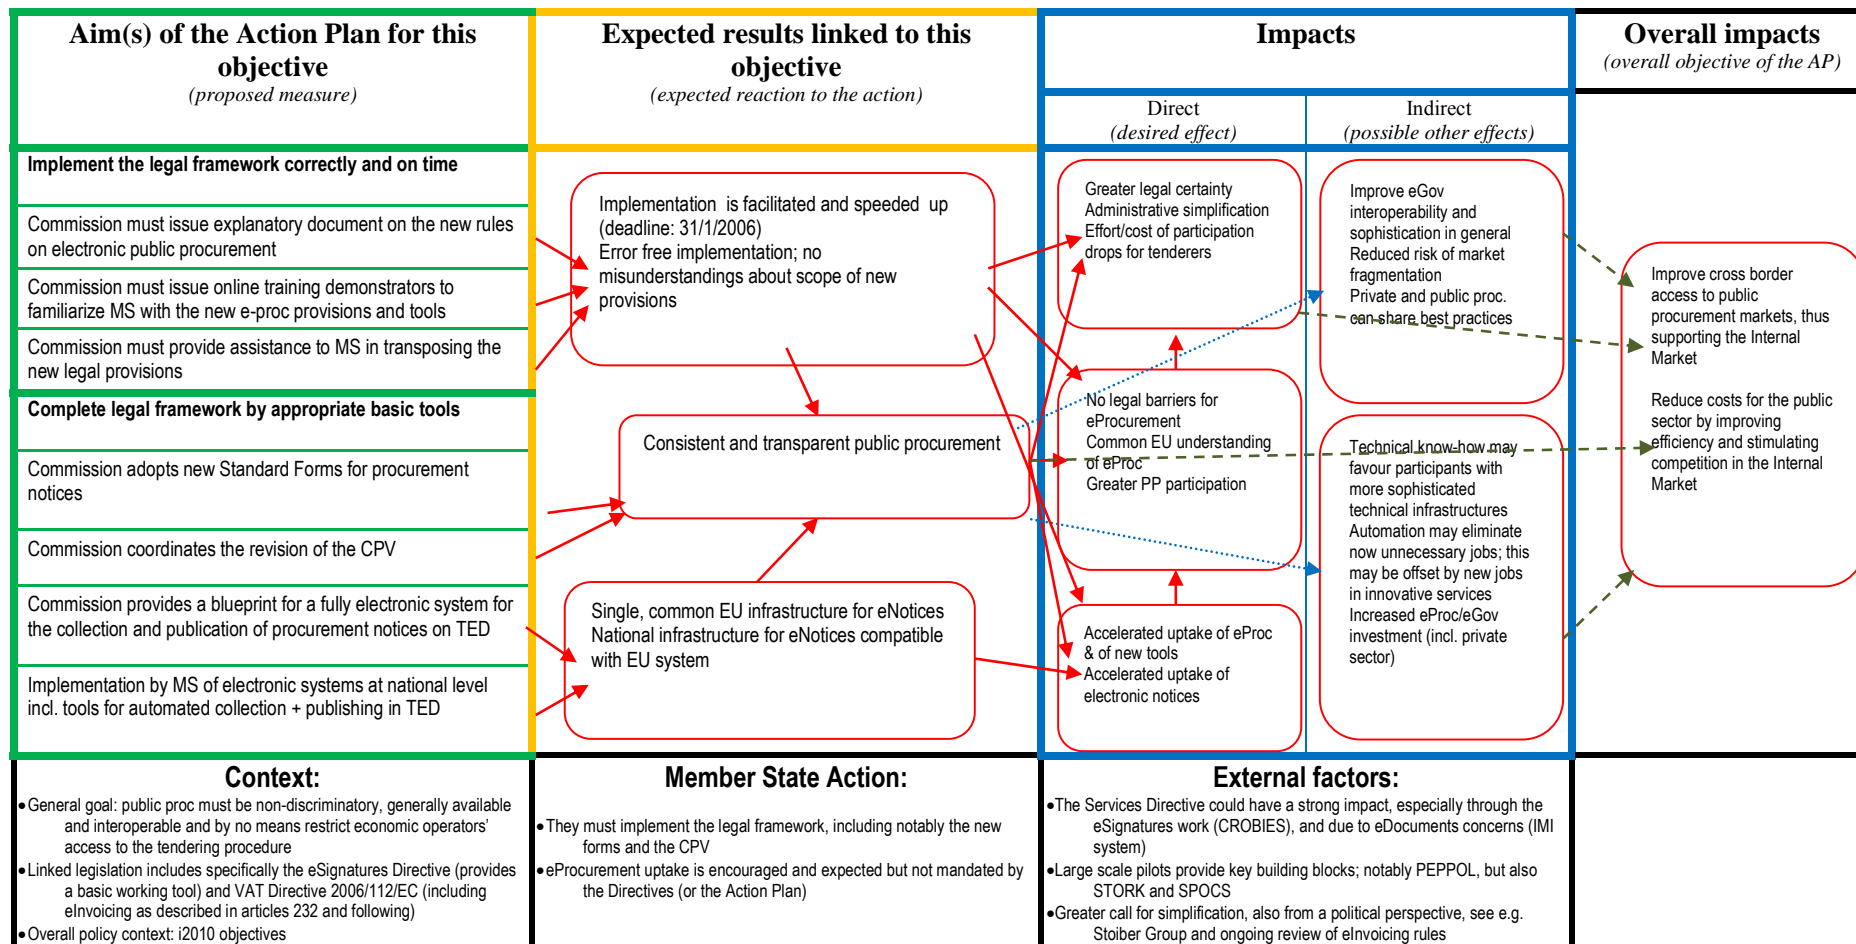 Aim(s) of the Action Plan for this
objective
(proposed measure)
Expected results linked to this
objective
(expected reaction to the action)
Impacts
Overall impacts
(overall objective of the AP)
Direct
(desired effect)
Indirect
(possible other effects)
Implement the legal framework correctly and on time
Commission must issue explanatory document on the new rules
on electronic public procurement
Commission must issue online training demonstrators to
familiarize MS with the new e-proc provisions and tools
Commission must provide assistance to MS in transposing the
new legal provisions
Complete legal framework by appropriate basic tools
Commission adopts new Standard Forms for procurement
notices
Commission coordinates the revision of the CPV
Commission provides a blueprint for a fully electronic system for
the collection and publication of procurement notices on TED
Implementation by MS of electronic systems at national level
incl. tools for automated collection + publishing in TED
Implementation is facilitated and speeded up
(deadline: 31/1/2006)
Error free implementation; no
misunderstandings about scope of new
provisions
Consistent and transparent public procurement
Single, common EU infrastructure for eNotices
National infrastructure for eNotices compatible
with EU system
Greater legal certainty
Administrative simplification
Effort/cost of participation
drops for tenderers
No legal barriers for
eProcurement
Common EU understanding
of eProc
Greater PP participation
Accelerated uptake of eProc
& of new tools
Accelerated uptake of
electronic notices
Improve eGov
interoperability and
sophistication in general
Reduced risk of market
fragmentation
Private and public proc.
can share best practices
Technical know-how may
favour participants with
more sophisticated
technical infrastructures
Automation may eliminate
now unnecessary jobs; this
may be offset by new jobs
in innovative services
Increased eProc/eGov
investment (incl. private
sector)
Improve cross border
access to public
procurement markets, thus
supporting the Internal
Market
Reduce costs for the public
sector by improving
efficiency and stimulating
competition in the Internal
Market
Context:
•General goal: public proc must be non-discriminatory, generally available
and interoperable and by no means restrict economic operators'
access to the tendering procedure
•Linked legislation includes specifically the eSignatures Directive (provides
a basic working tool) and VAT Directive 2006/112/EC (including
eInvoicing as described in articles 232 and following)
•Overall policy context: i2010 objectives
Member State Action:
•They must implement the legal framework, including notably the new
forms and the CPV
•eProcurement uptake is encouraged and expected but not mandated by
the Directives (or the Action Plan)
External factors:
•The Services Directive could have a strong impact, especially through the
eSignatures work (CROBIES), and due to eDocuments concerns (IMI
system)
•Large scale pilots provide key building blocks; notably PEPPOL, but also
STORK and SPOCS
•Greater call for simplification, also from a political perspective, see e.g.
Stoiber Group and ongoing review of eInvoicing rules